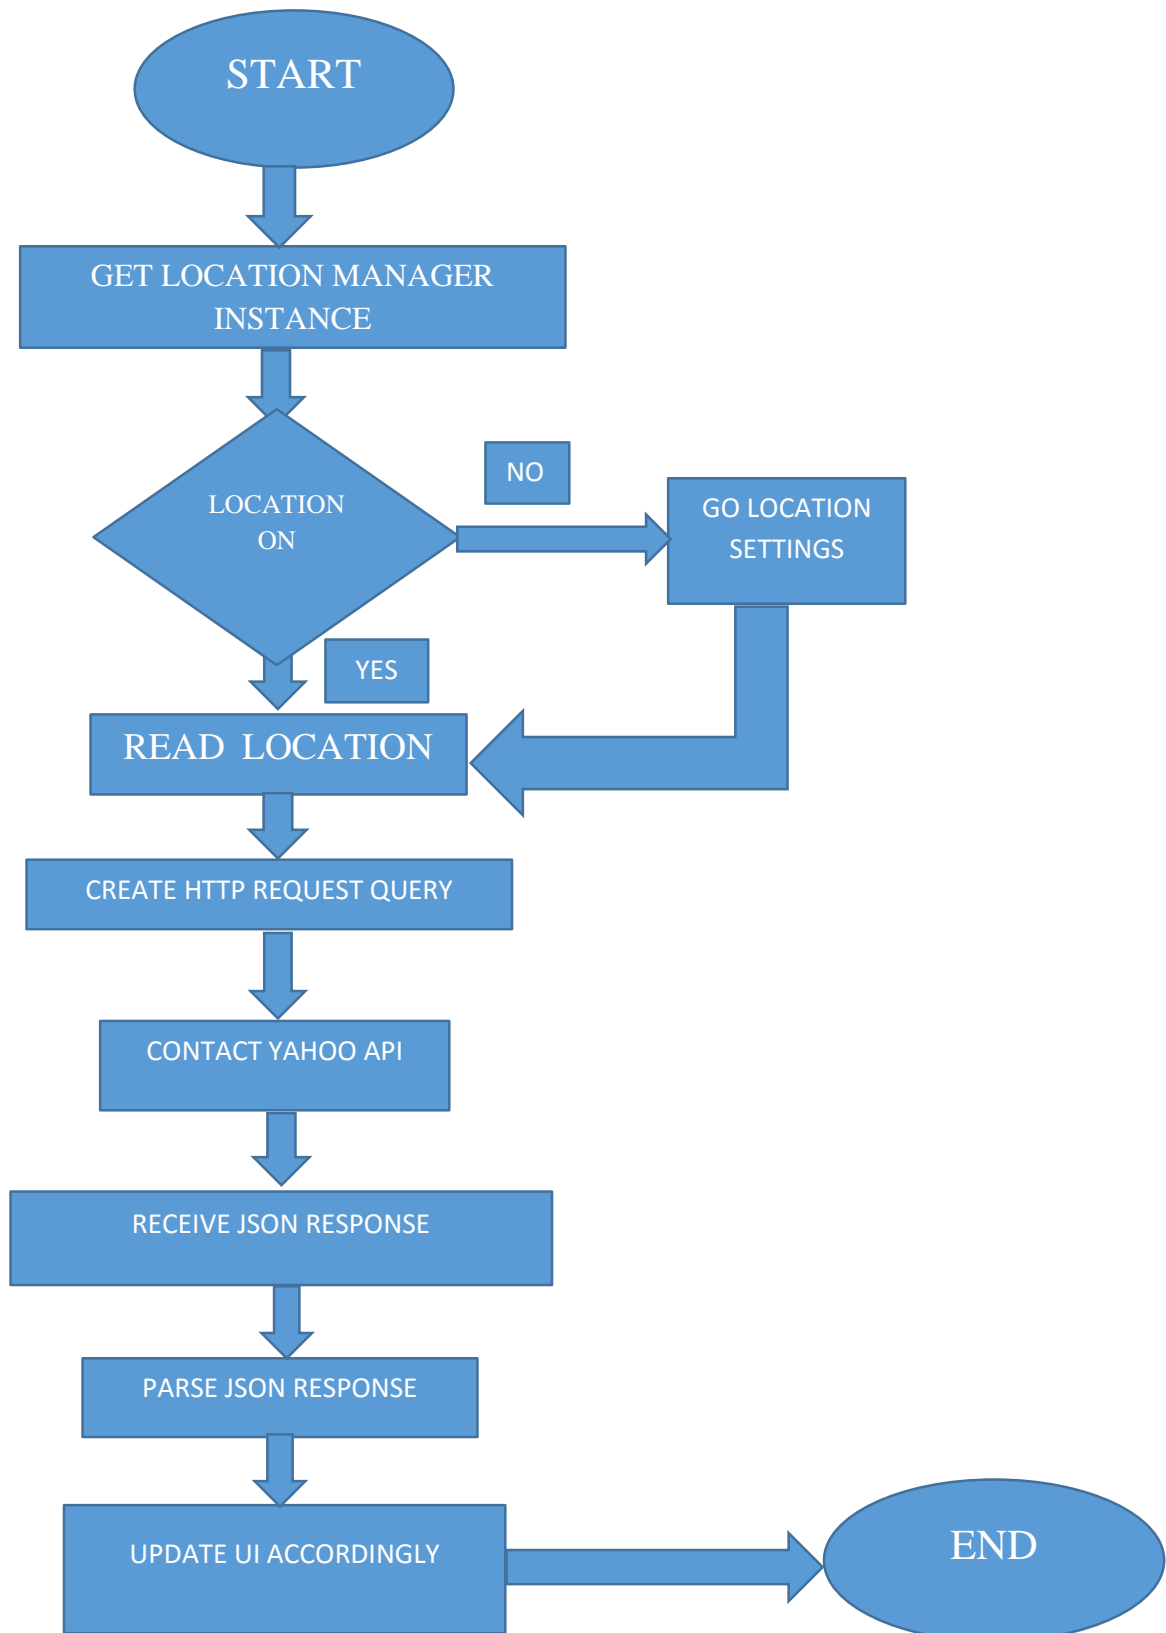 START
GET LOCATION MANAGER
INSTANCE
LOCATION
ON
NO
GO LOCATION
SETTINGS
YES
READ LOCATION
CREATE HTTP REQUEST QUERY
CONTACT YAHOO API
RECEIVE JSON RESPONSE
PARSE JSON RESPONSE
UPDATE UI ACCORDINGLY
END